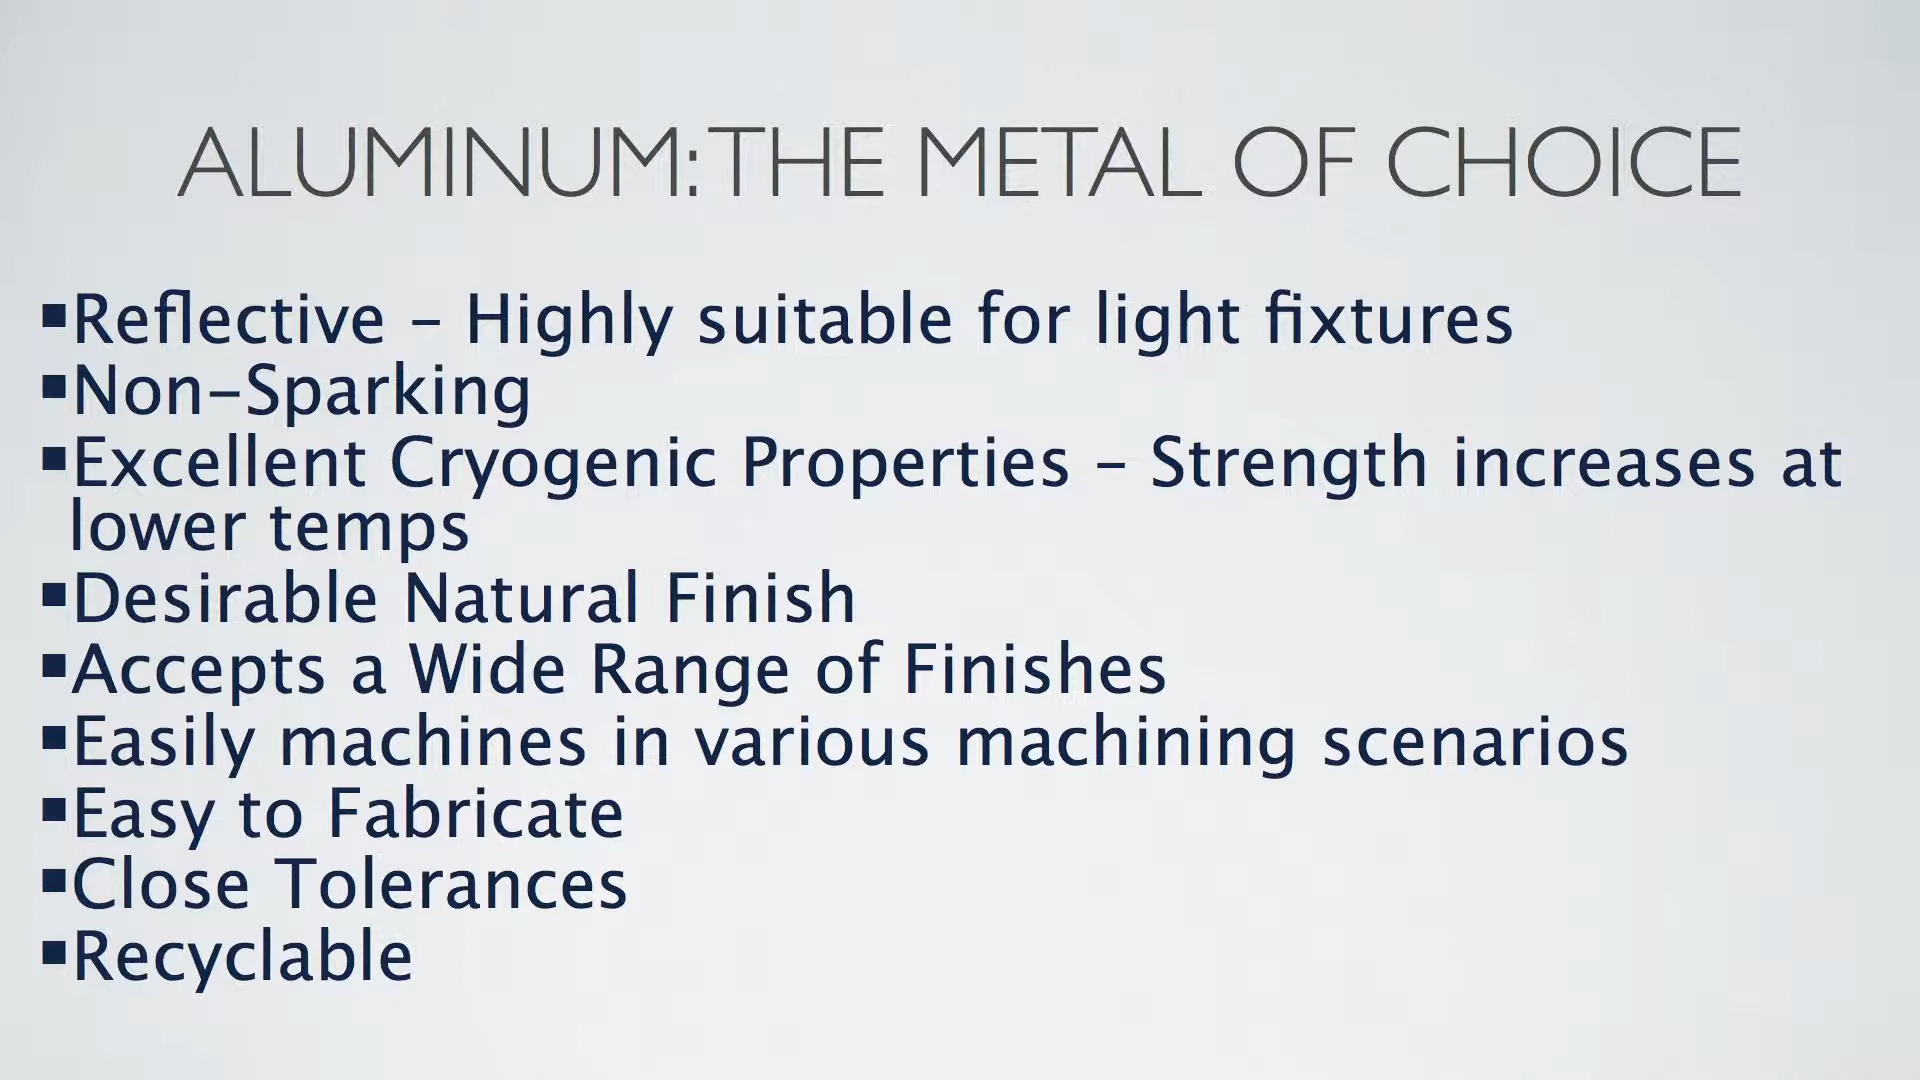 ALUMINUM: THE METAL OF CHOICE
▪Reflective – Highly suitable for light fixtures
▪Non-Sparking
▪Excellent Cryogenic Properties – Strength increases at
lower temps
▪Desirable Natural Finish
▪Accepts a Wide Range of Finishes
▪Easily machines in various machining scenarios
▪Easy to Fabricate
▪Close Tolerances
▪Recyclable